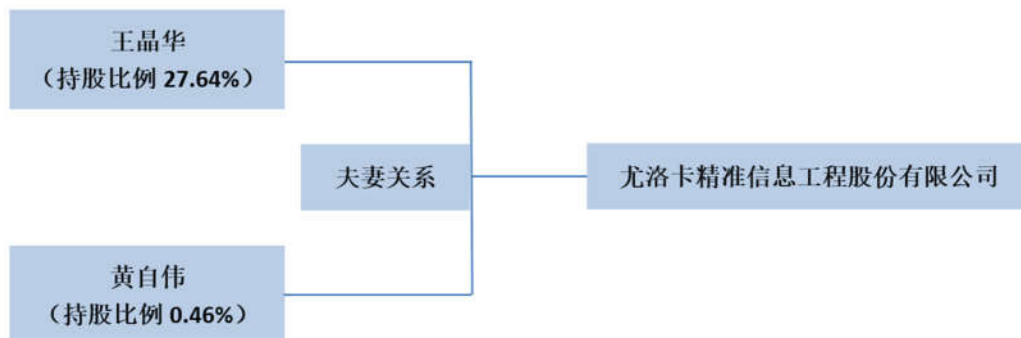 王晶华
（持股比例 27.64%）
夫妻关系
尤洛卡精准信息工程股份有限公司
黄自伟
（持股比例 0.46%）